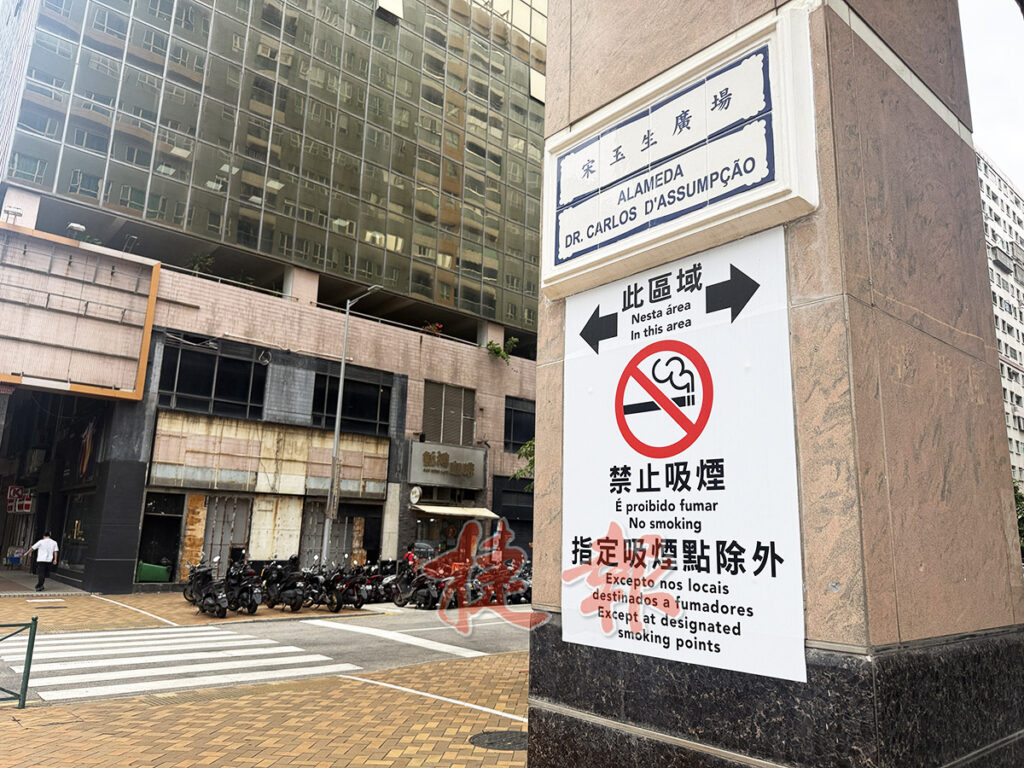 宋玉生廣場
ALAMEDA
DR. CARLOS D'ASSUMPÇÃO
此區域
Nesta área
In this area
禁止吸煙
É proibido fumar
No smoking
指定吸煙點除外
Excepto nos locais
destinados a fumadores
Except at designated
smoking points
捷報